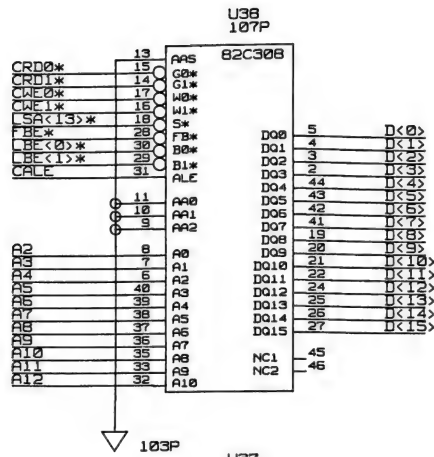 U38
107P
82C308
13 AAS
CRD0* 15 G0*
CRD1* 14 G1*
CWE0* 17 W0*
CWE1* 16 W1*
LSA<13>* 18 S*
FBE* 28 FB*
LBE<0>* 30 B0*
LBE<1>* 29 B1*
CALE 31 ALE
11 AA0
10 AA1
9 AA2
A2 8 A0
A3 7 A1
A4 6 A2
A5 40 A3
A6 39 A4
A7 38 A5
A8 37 A6
A9 36 A7
A10 35 A8
A11 33 A9
A12 32 A10
DQ0 5 D<0>
DQ1 4 D<1>
DQ2 3 D<2>
DQ3 2 D<3>
DQ4 44 D<4>
DQ5 43 D<5>
DQ6 42 D<6>
DQ7 41 D<7>
DQ8 19 D<8>
DQ9 20 D<9>
DQ10 21 D<10>
DQ11 22 D<11>
DQ12 24 D<12>
DQ13 25 D<13>
DQ14 26 D<14>
DQ15 27 D<15>
NC1 45
NC2 46
103P